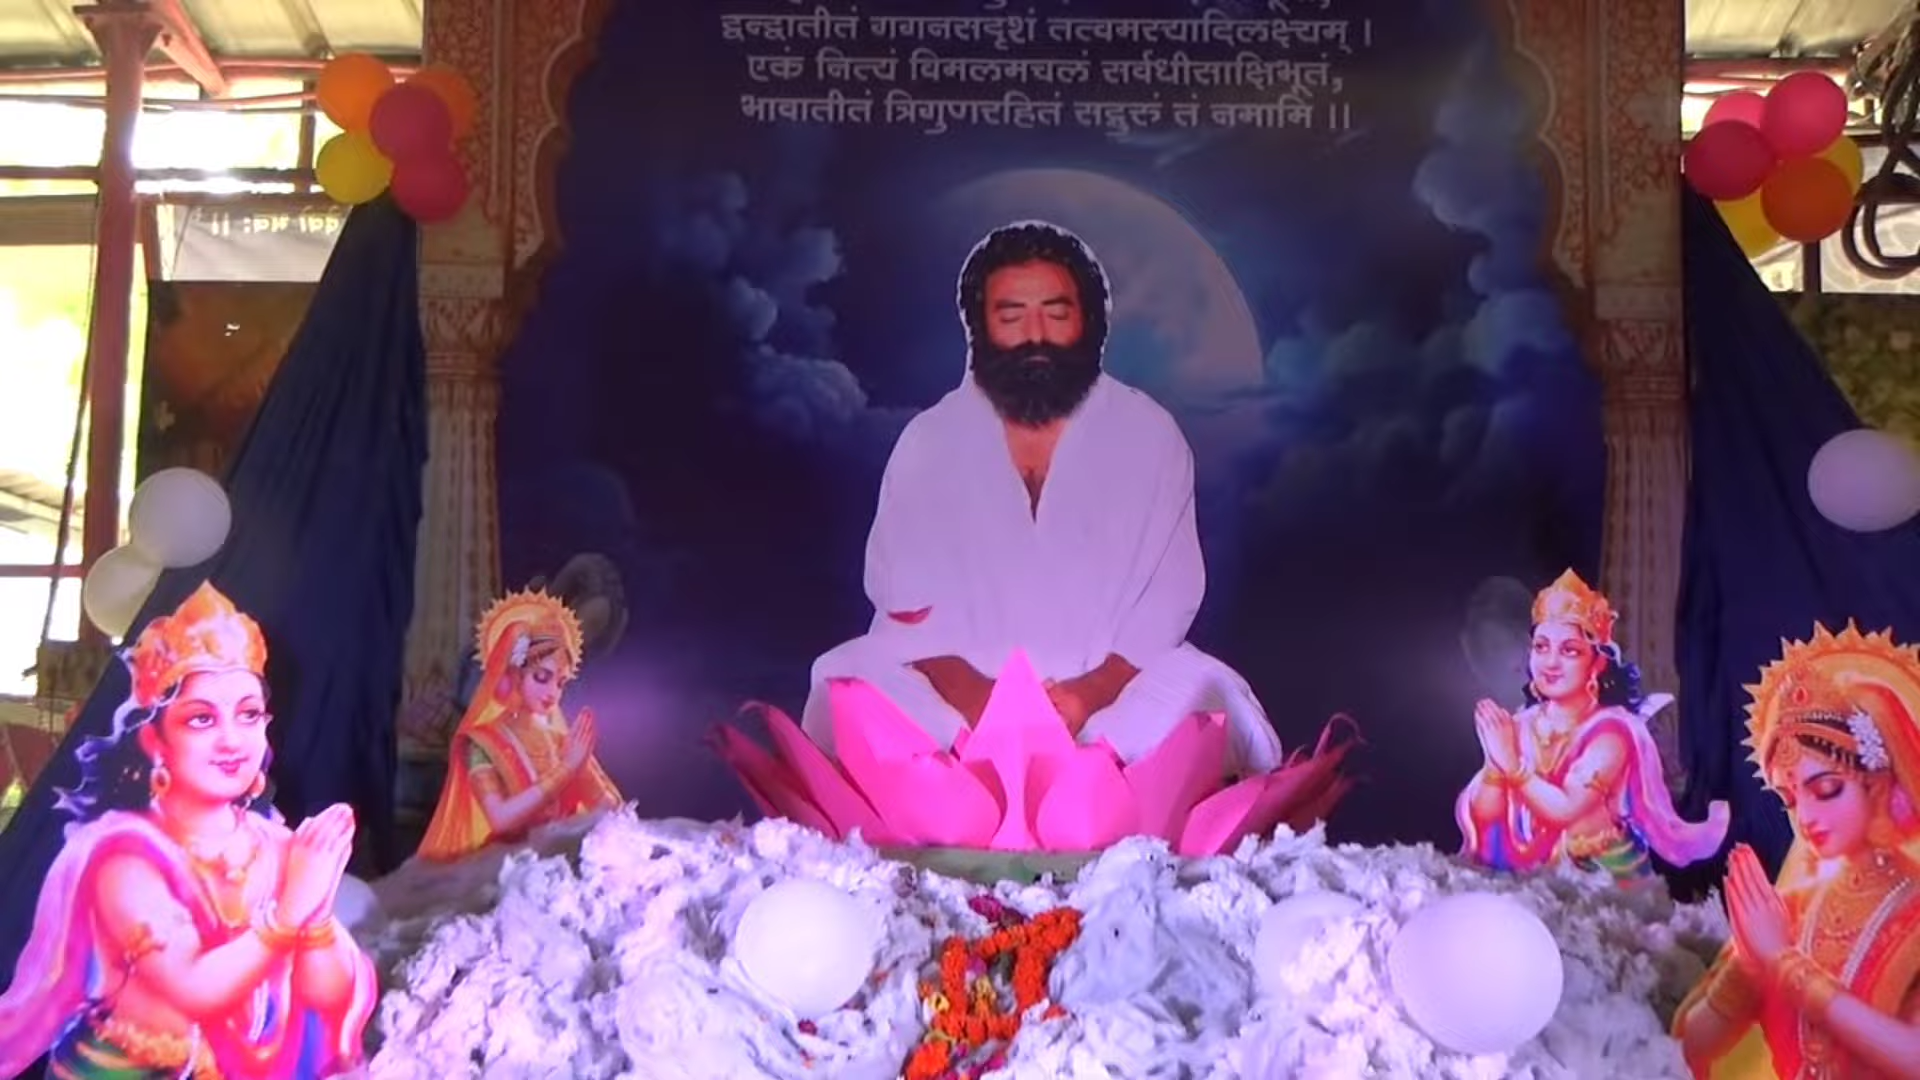 द्वन्द्वातीतं गगनसदृशं तत्वमस्यादिलक्ष्यम् ।
एकं नित्यं विमलमचलं सर्वधीसाक्षिभूतं,
भावातीतं त्रिगुणरहितं सद्गुरुं तं नमामि ।।